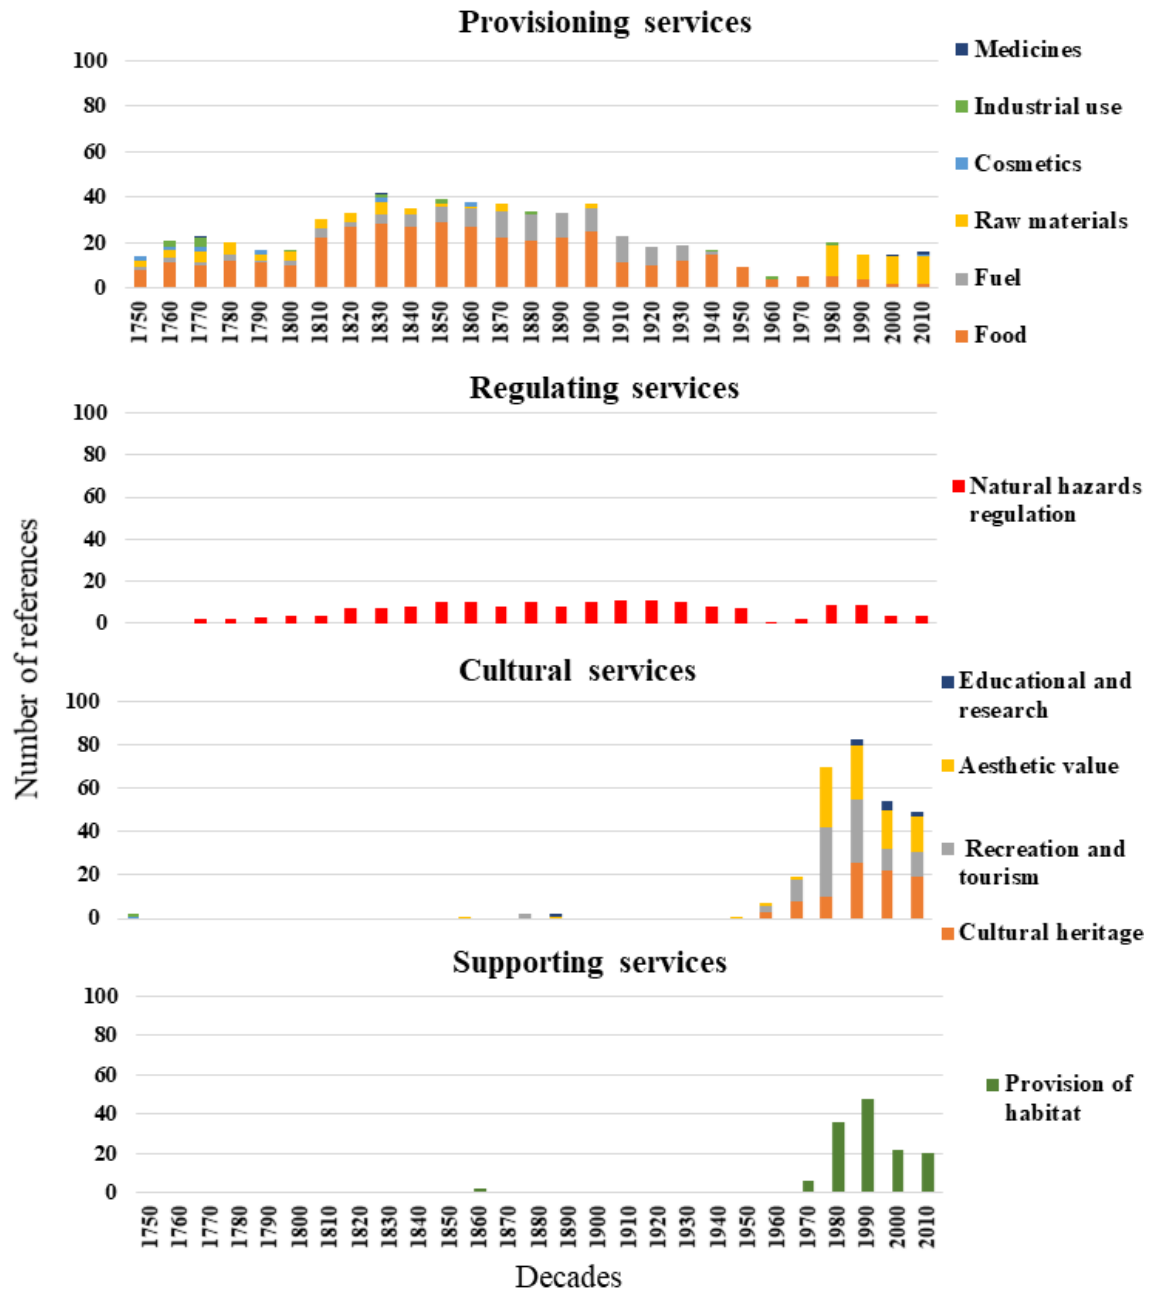 Provisioning services
100
80
60
40
20
0
1750 1760 1770 1780 1790 1800 1810 1820 1830 1840 1850 1860 1870 1880 1890 1900 1910 1920 1930 1940 1950 1960 1970 1980 1990 2000 2010
Medicines
Industrial use
Cosmetics
Raw materials
Fuel
Food
Regulating services
100
80
60
40
20
0
Natural hazards
regulation
Number of references
Cultural services
100
80
60
40
20
0
Educational and
research
Aesthetic value
Recreation and
tourism
Cultural heritage
Supporting services
100
80
60
40
20
0
Provision of
habitat
1750 1760 1770 1780 1790 1800 1810 1820 1830 1840 1850 1860 1870 1880 1890 1900 1910 1920 1930 1940 1950 1960 1970 1980 1990 2000 2010
Decades